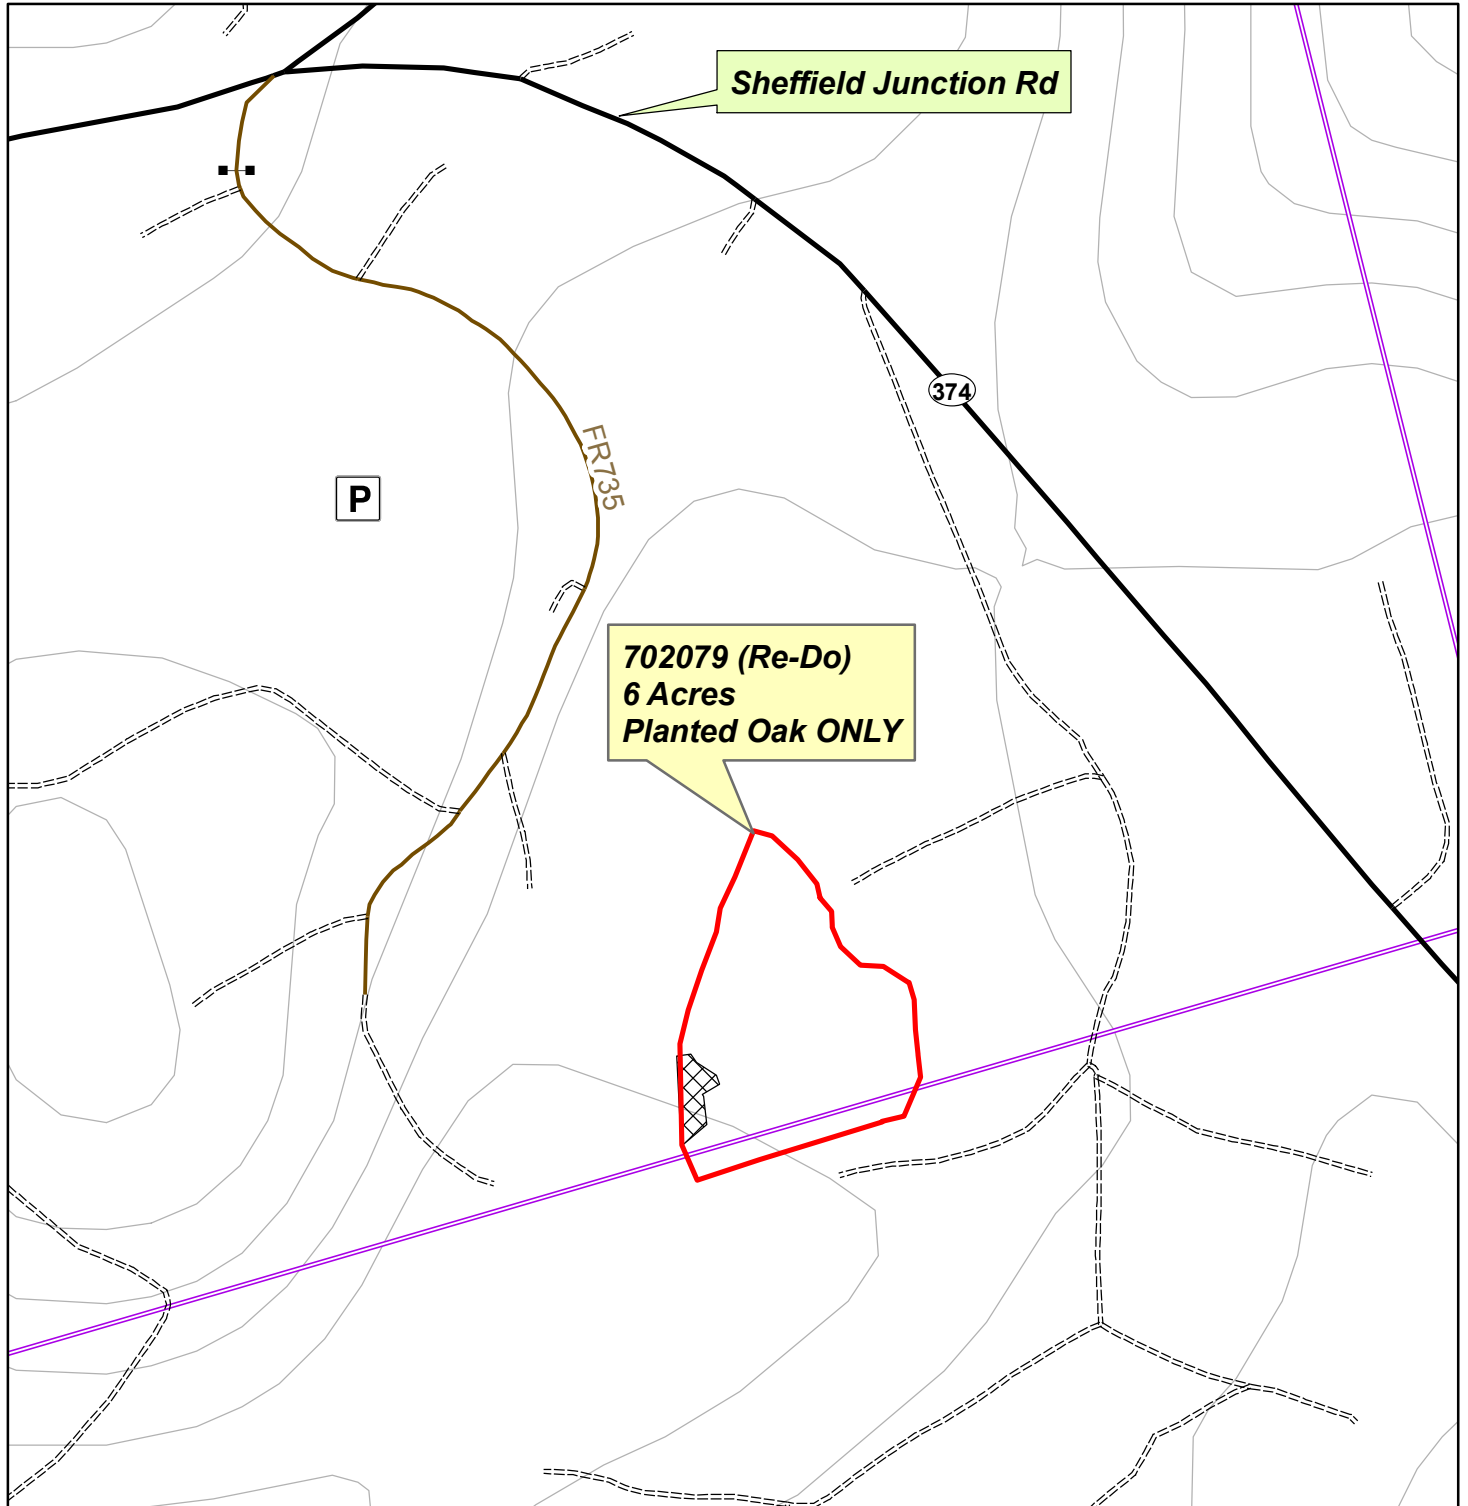 Sheffield Junction Rd
374
FR735
P
702079 (Re-Do)
6 Acres
Planted Oak ONLY